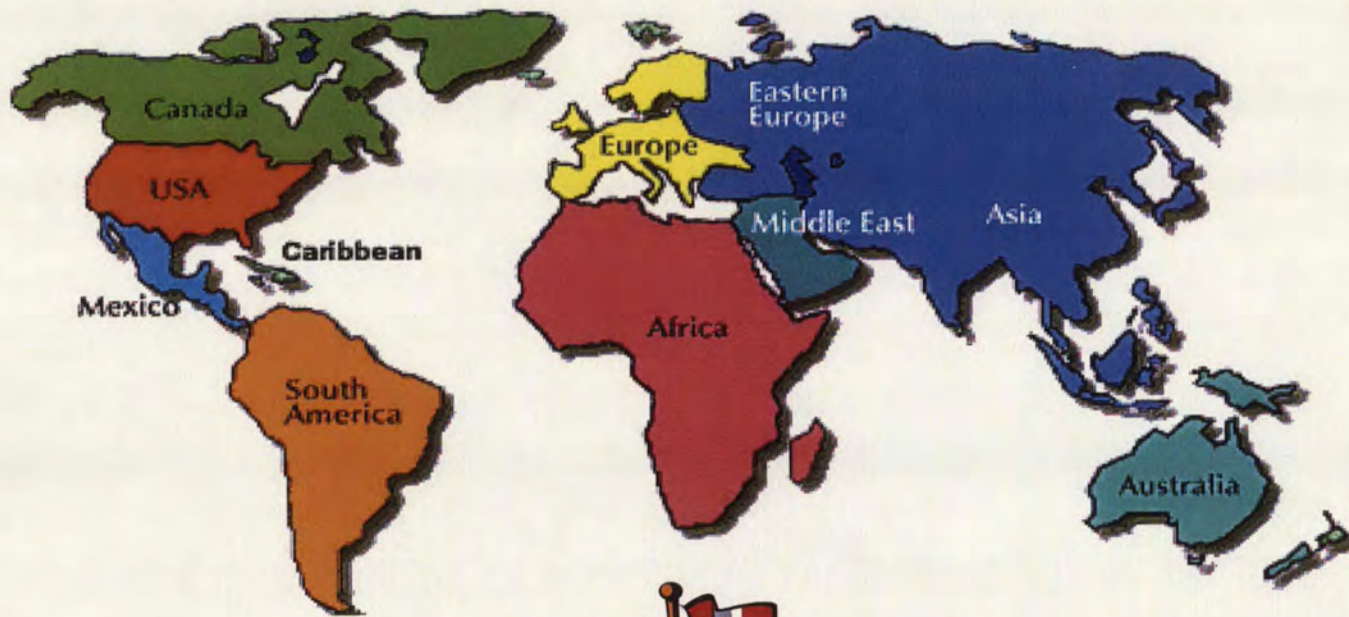 Canada
USA
Mexico
Caribbean
South
America
Europe
Eastern
Europe
Middle East
Asia
Africa
Australia